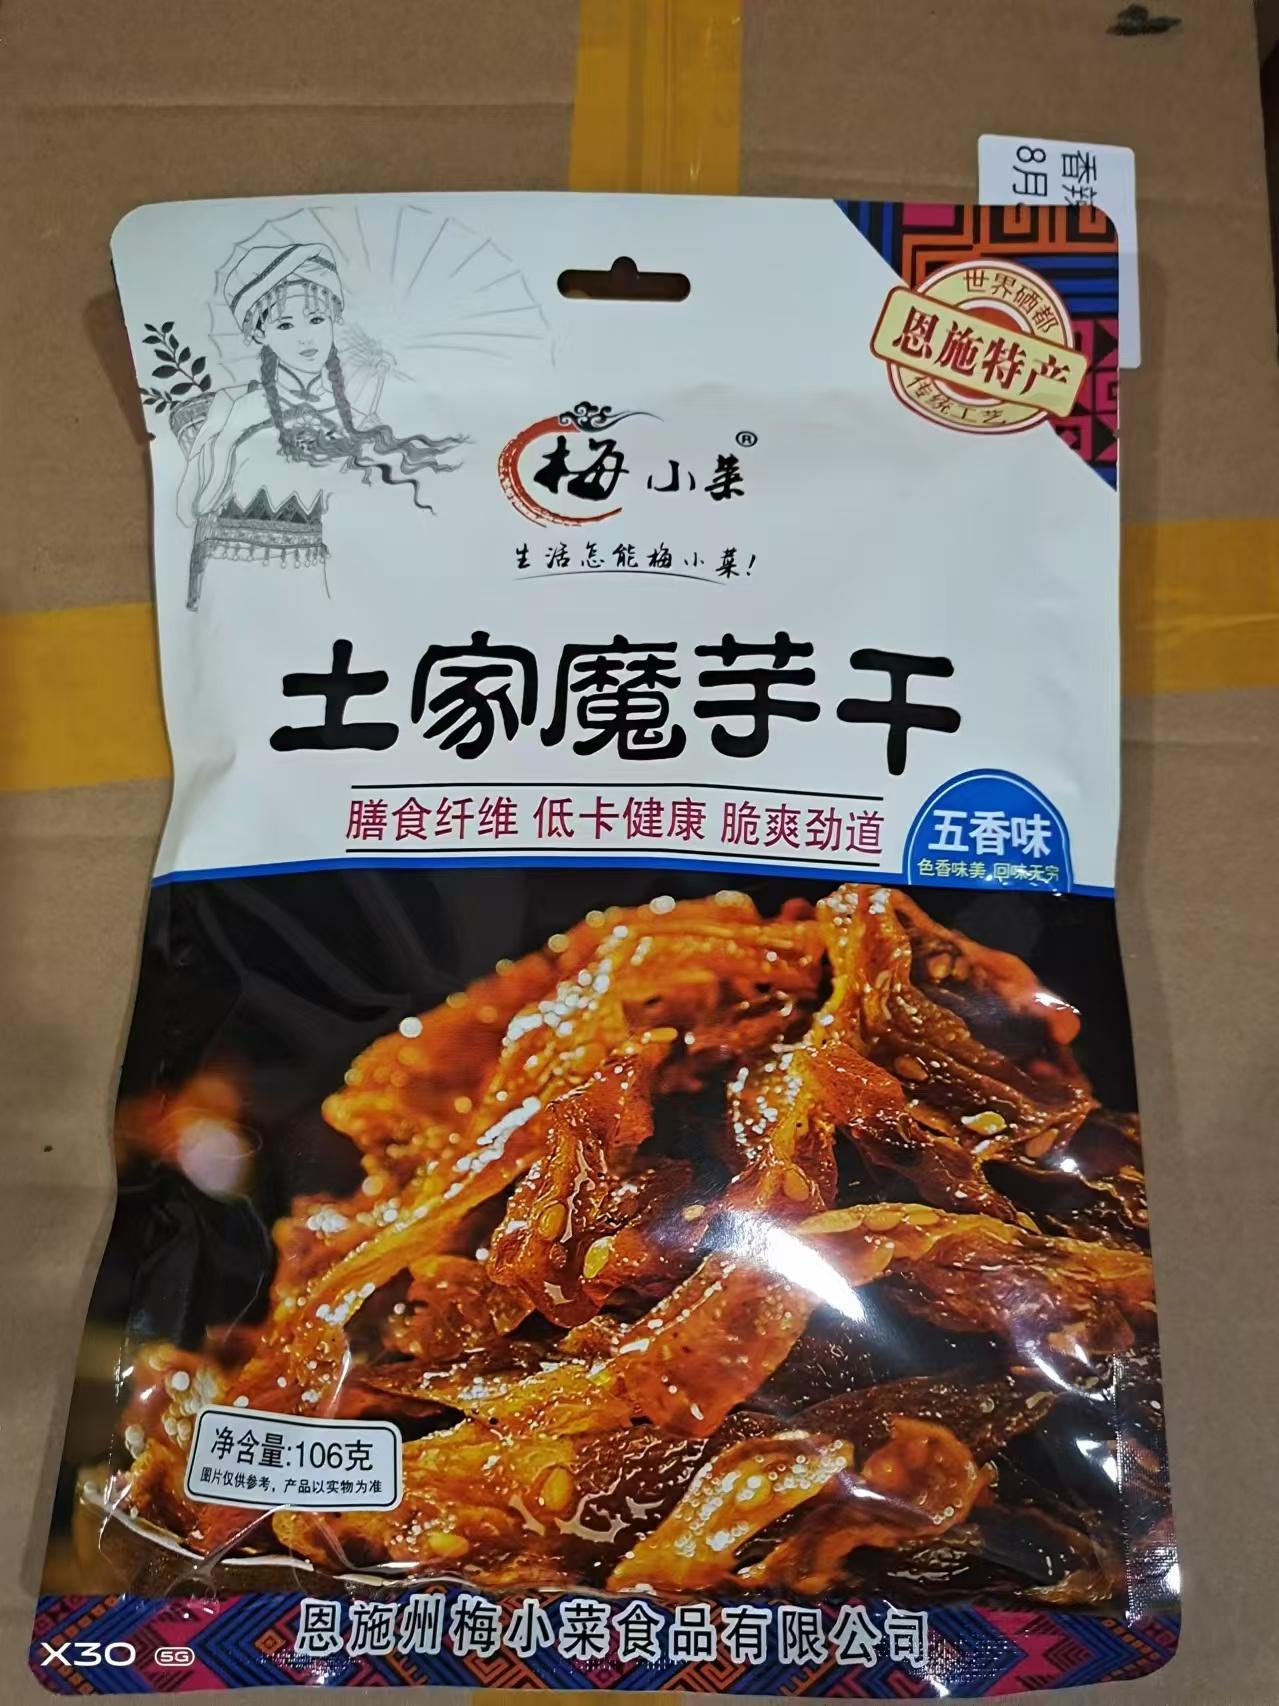 香辣
8月
世界硒都
恩施特产
传统工艺
梅小菜®
生活怎能梅小菜!
土家魔芋干
膳食纤维 低卡健康 脆爽劲道
五香味
色香味美 回味无穷
净含量:106克
图片仅供参考，产品以实物为准
恩施州梅小菜食品有限公司
X30 5G